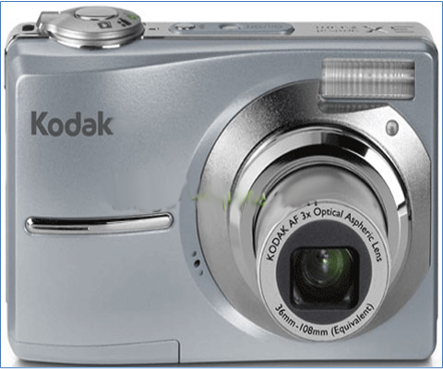 Kodak
KODAK AF 3x Optical Aspheric Lens
36mm-108mm (Equivalent)